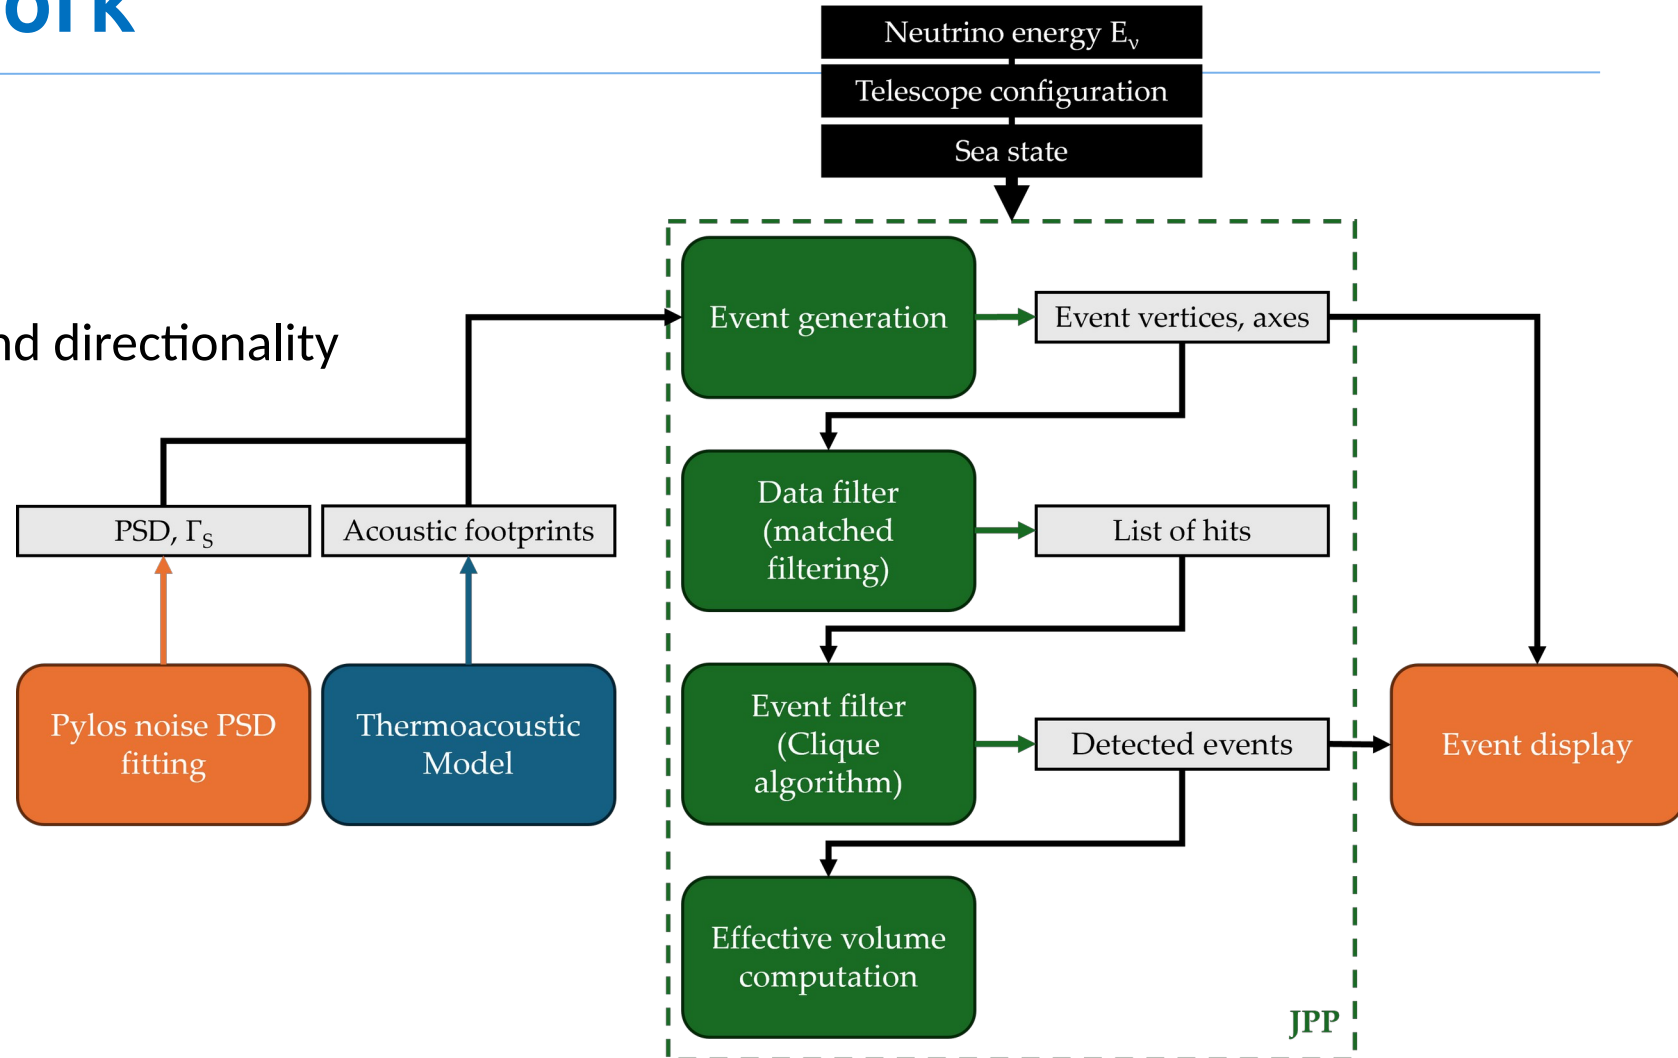 ork
Neutrino energy Eν
Telescope configuration
Sea state
nd directionality
Event generation
Event vertices, axes
PSD, ΓS
Acoustic footprints
Data filter
(matched
filtering)
List of hits
Pylos noise PSD
fitting
Thermoacoustic
Model
Event filter
(Clique
algorithm)
Detected events
Event display
Effective volume
computation
JPP